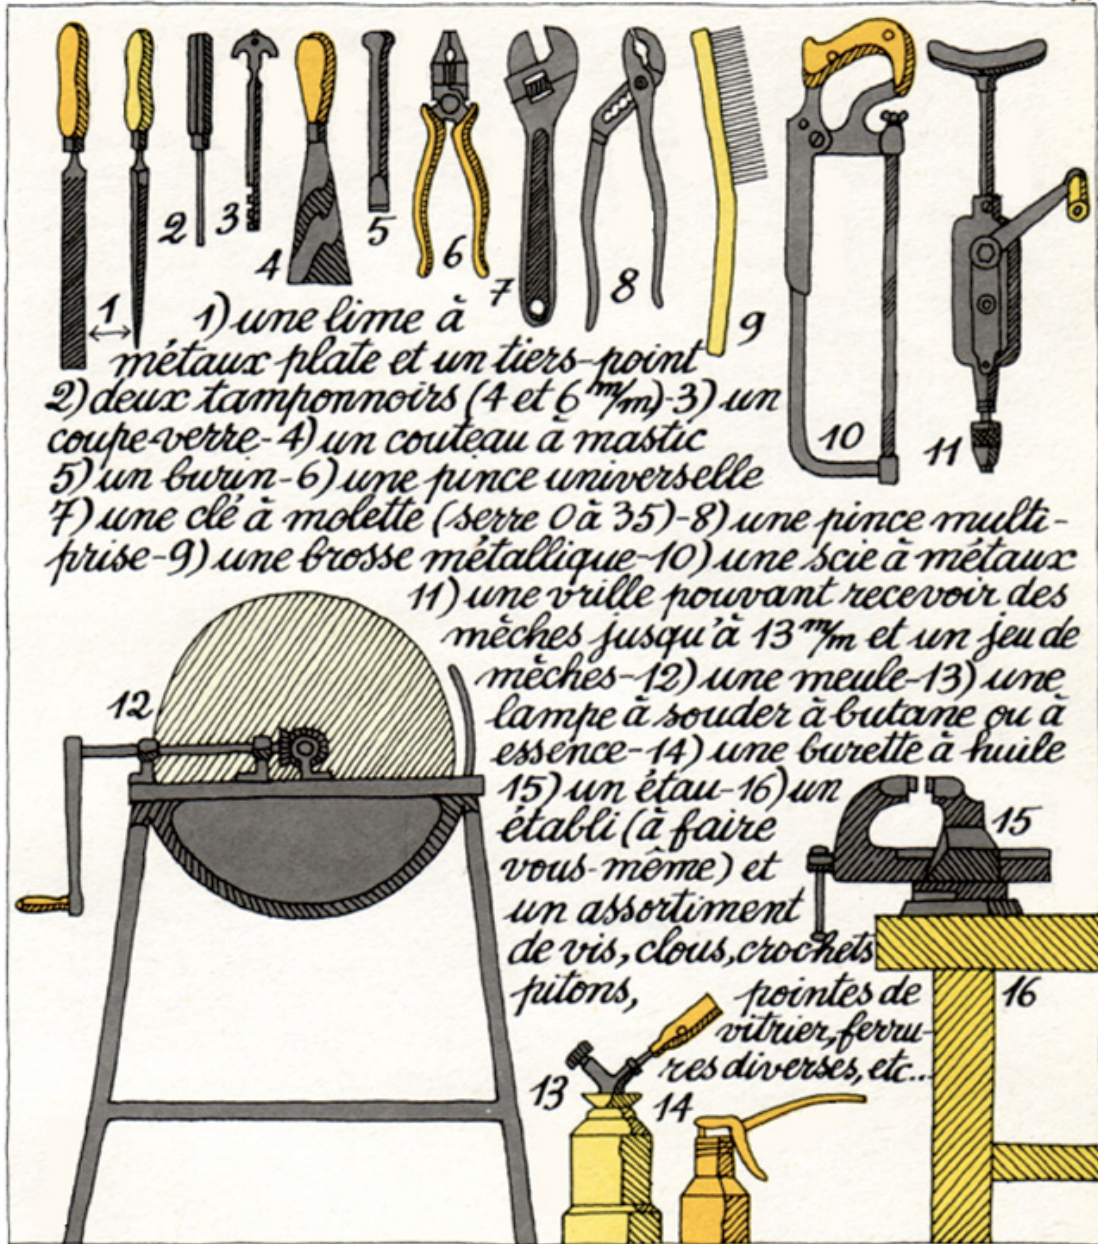 1
2
3
4
5
6
7
8
9
10
11
1) une lime à
métaux plate et un tiers-point
2) deux tamponnoirs (4 et 6 m/m)-3) un
coupe-verre-4) un couteau à mastic
5) un burin-6) une pince universelle
7) une clé à molette (serre 0 à 35)-8) une pince multi-
prise-9) une brosse métallique-10) une scie à métaux
11) une vrille pouvant recevoir des
mèches jusqu'à 13 m/m et un jeu de
mèches-12) une meule-13) une
lampe à souder à butane ou à
essence-14) une burette à huile
15) un étau-16) un
établi (à faire
vous-même) et
un assortiment
de vis, clous, crochets
pitons, pointes de
vitrier, ferru-
res diverses, etc...
12
15
16
13
14